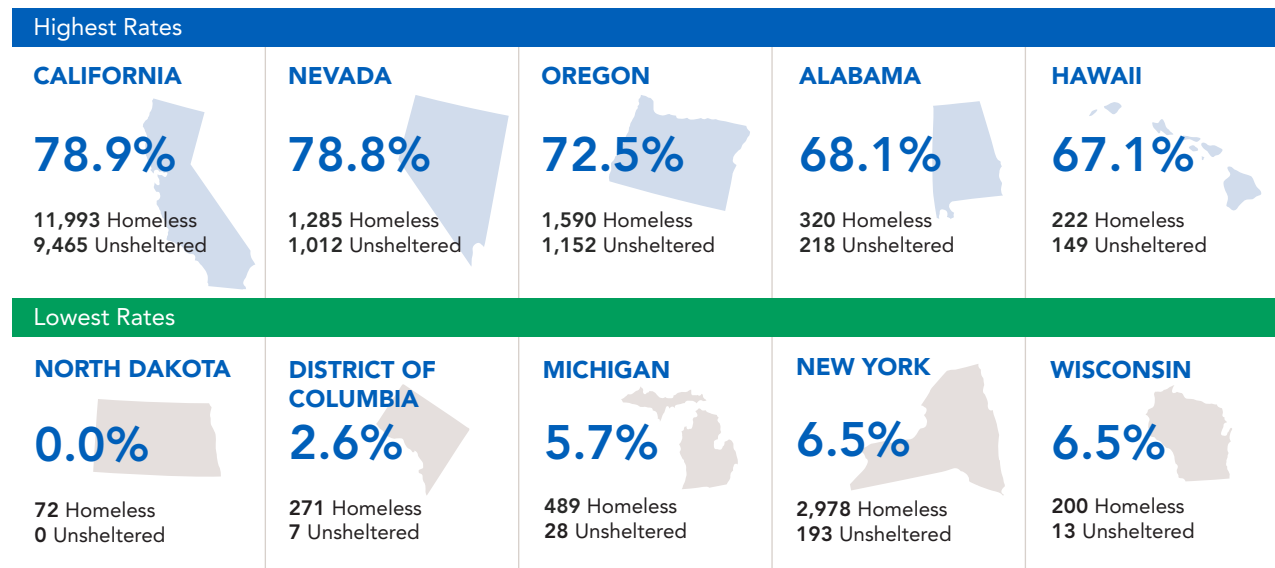 Highest Rates
CALIFORNIA
78.9%
11,993 Homeless
9,465 Unsheltered
NEVADA
78.8%
1,285 Homeless
1,012 Unsheltered
OREGON
72.5%
1,590 Homeless
1,152 Unsheltered
ALABAMA
68.1%
320 Homeless
218 Unsheltered
HAWAII
67.1%
222 Homeless
149 Unsheltered
Lowest Rates
NORTH DAKOTA
0.0%
72 Homeless
0 Unsheltered
DISTRICT OF
COLUMBIA
2.6%
271 Homeless
7 Unsheltered
MICHIGAN
5.7%
489 Homeless
28 Unsheltered
NEW YORK
6.5%
2,978 Homeless
193 Unsheltered
WISCONSIN
6.5%
200 Homeless
13 Unsheltered